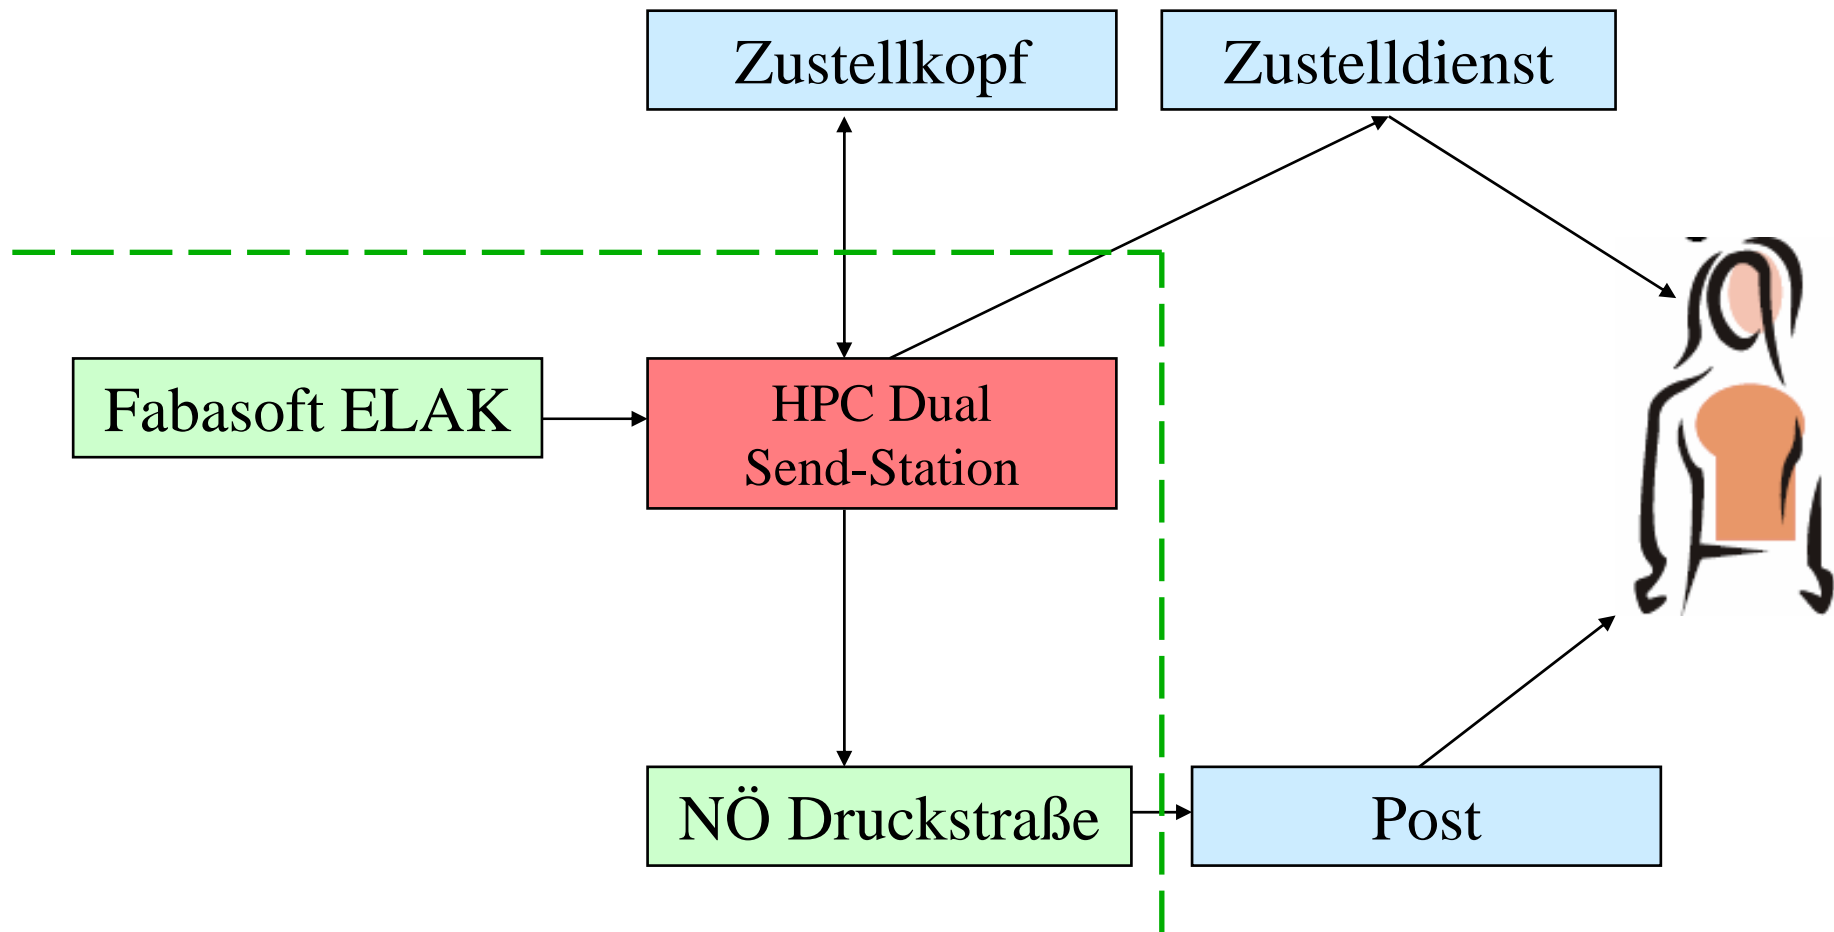 Zustellkopf
Zustelldienst
Fabasoft ELAK
HPC Dual
Send-Station
NÖ Druckstraße
Post